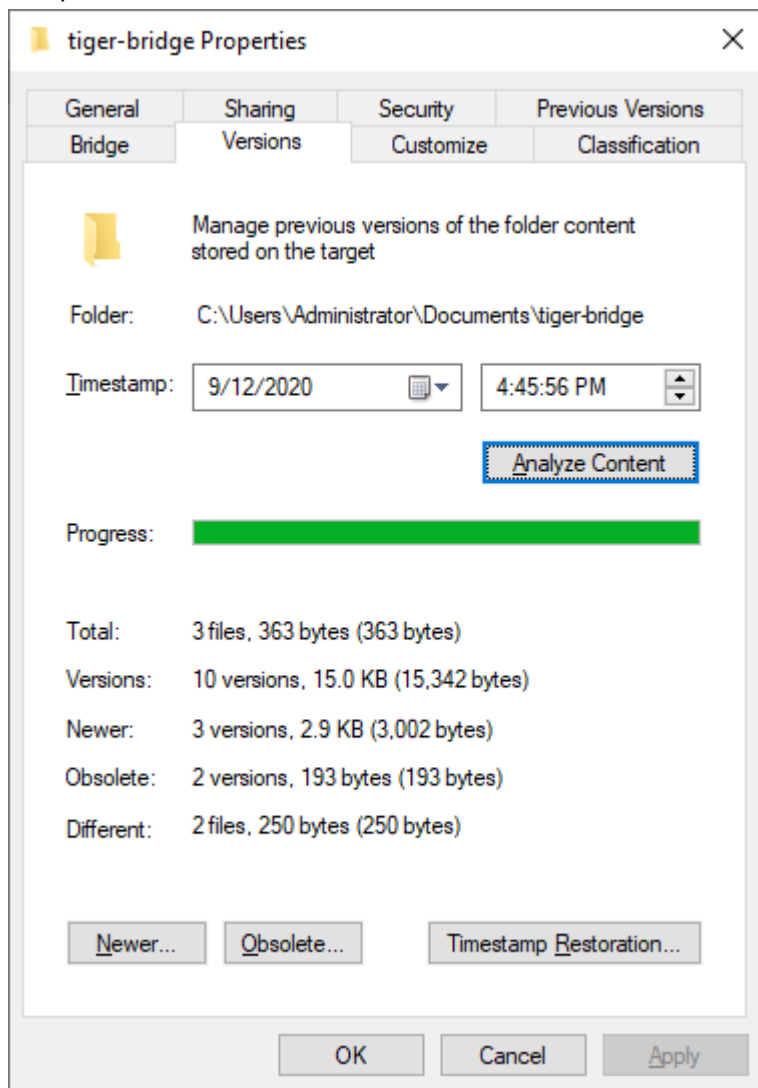 tiger-bridge Properties
General Sharing Security Previous Versions
Bridge Versions Customize Classification
Manage previous versions of the folder content
stored on the target
Folder: C:\Users\Administrator\Documents\tiger-bridge
Timestamp: 9/12/2020 4:45:56 PM
Analyze Content
Progress:
Total: 3 files, 363 bytes (363 bytes)
Versions: 10 versions, 15.0 KB (15,342 bytes)
Newer: 3 versions, 2.9 KB (3,002 bytes)
Obsolete: 2 versions, 193 bytes (193 bytes)
Different: 2 files, 250 bytes (250 bytes)
Newer... Obsolete... Timestamp Restoration...
OK Cancel Apply